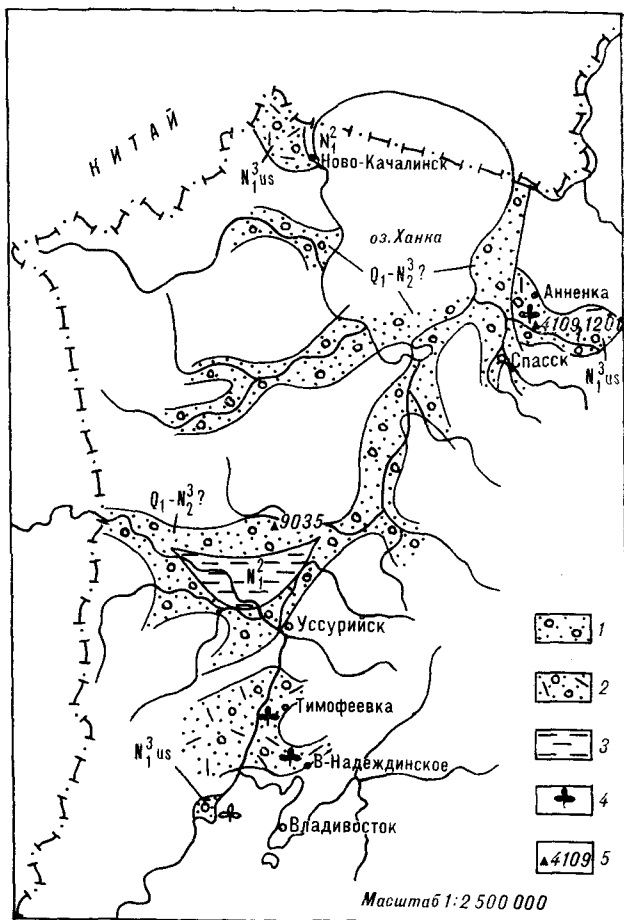 КИТАЙ
N₁²
N₁³us
Ново-Качалинск
оз. Ханка
Q₁-N₂³?
Анненка
4109,1201
Спасск
N₁³us
Q₁-N₂³?
9035
N₁²
Уссурийск
Тимофеевка
N₁³us
В-Надеждинское
Владивосток
1
2
3
4
4109 5
Масштаб 1:2 500 000